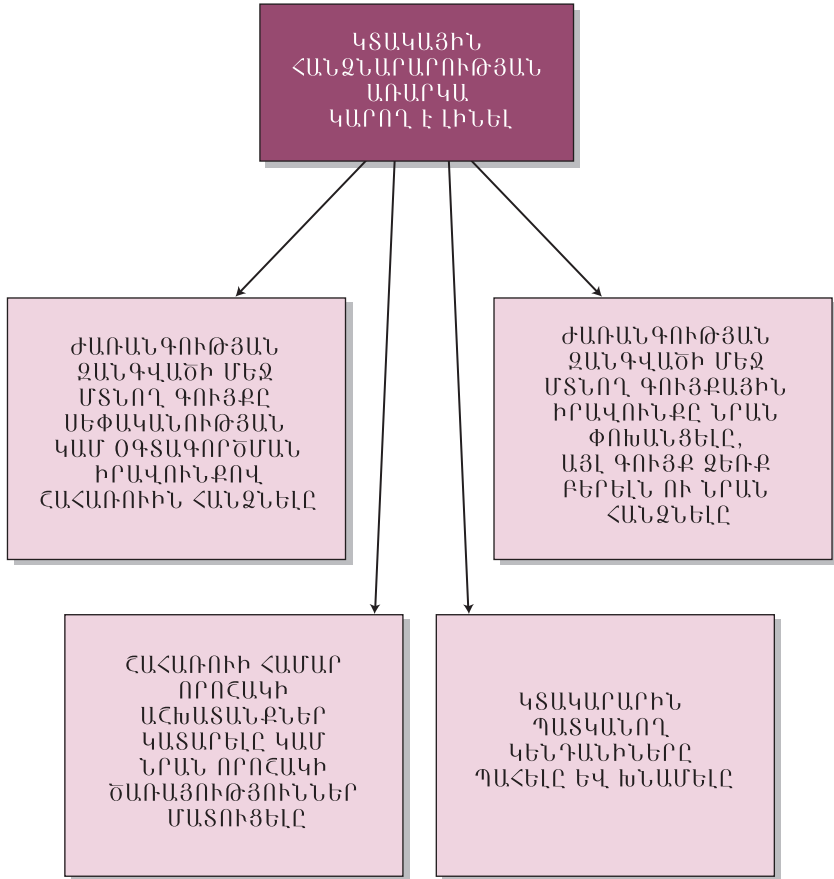 ԿՏԱԿԱՅԻՆ
ՀԱՆՁՆԱՐԱՐՈՒԹՅԱՆ
ԱՌԱՐԿԱ
ԿԱՐՈՂ Է ԼԻՆԵԼ
ԺԱՌԱՆԳՈՒԹՅԱՆ
ԶԱՆԳՎԱԾԻ ՄԵՋ
ՄՏՆՈՂ ԳՈՒՅՔԸ
ՍԵՓԱԿԱՆՈՒԹՅԱՆ
ԿԱՄ ՕԳՏԱԳՈՐԾՄԱՆ
ԻՐԱՎՈՒՆՔՈՎ
ՇԱՀԱՌՈՒԻՆ ՀԱՆՁՆԵԼԸ
ԺԱՌԱՆԳՈՒԹՅԱՆ
ԶԱՆԳՎԱԾԻ ՄԵՋ
ՄՏՆՈՂ ԳՈՒՅՔԱՅԻՆ
ԻՐԱՎՈՒՆՔԸ ՆՐԱՆ
ՓՈԽԱՆՑԵԼԸ,
ԱՅԼ ԳՈՒՅՔ ՁԵՌՔ
ԲԵՐԵԼՆ ՈՒ ՆՐԱՆ
ՀԱՆՁՆԵԼԸ
ՇԱՀԱՌՈՒԻ ՀԱՄԱՐ
ՈՐՈՇԱԿԻ
ԱՇԽԱՏԱՆՔՆԵՐ
ԿԱՏԱՐԵԼԸ ԿԱՄ
ՆՐԱՆ ՈՐՈՇԱԿԻ
ԾԱՌԱՅՈՒԹՅՈՒՆՆԵՐ
ՄԱՏՈՒՑԵԼԸ
ԿՏԱԿԱՐԱՐԻՆ
ՊԱՏԿԱՆՈՂ
ԿԵՆԴԱՆԻՆԵՐԸ
ՊԱՀԵԼԸ ԵՎ ԽՆԱՄԵԼԸ